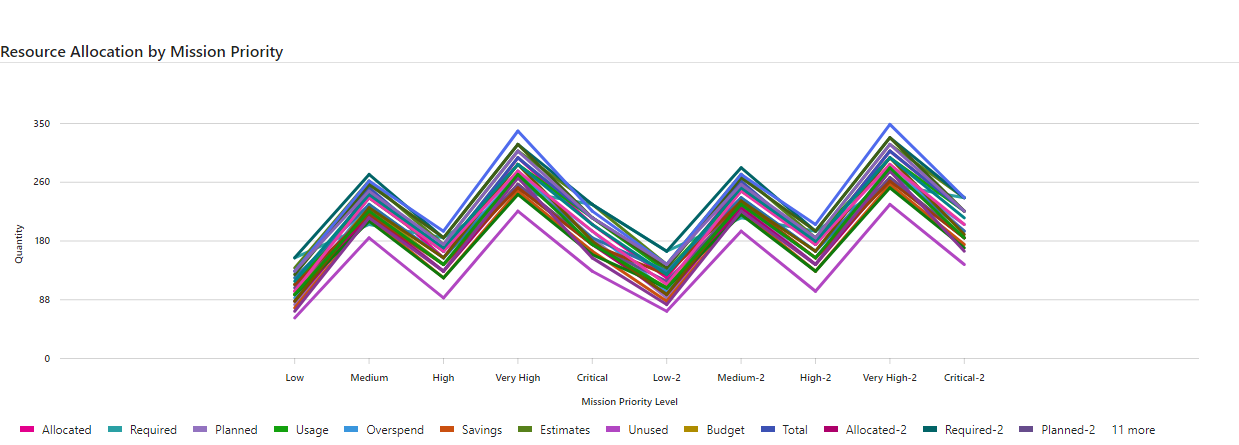 Resource Allocation by Mission Priority
350
260
180
88
0
Quantity
Low Medium High Very High Critical Low-2 Medium-2 High-2 Very High-2 Critical-2
Mission Priority Level
Allocated Required Planned Usage Overspend Savings Estimates Unused Budget Total Allocated-2 Required-2 Planned-2 11 more